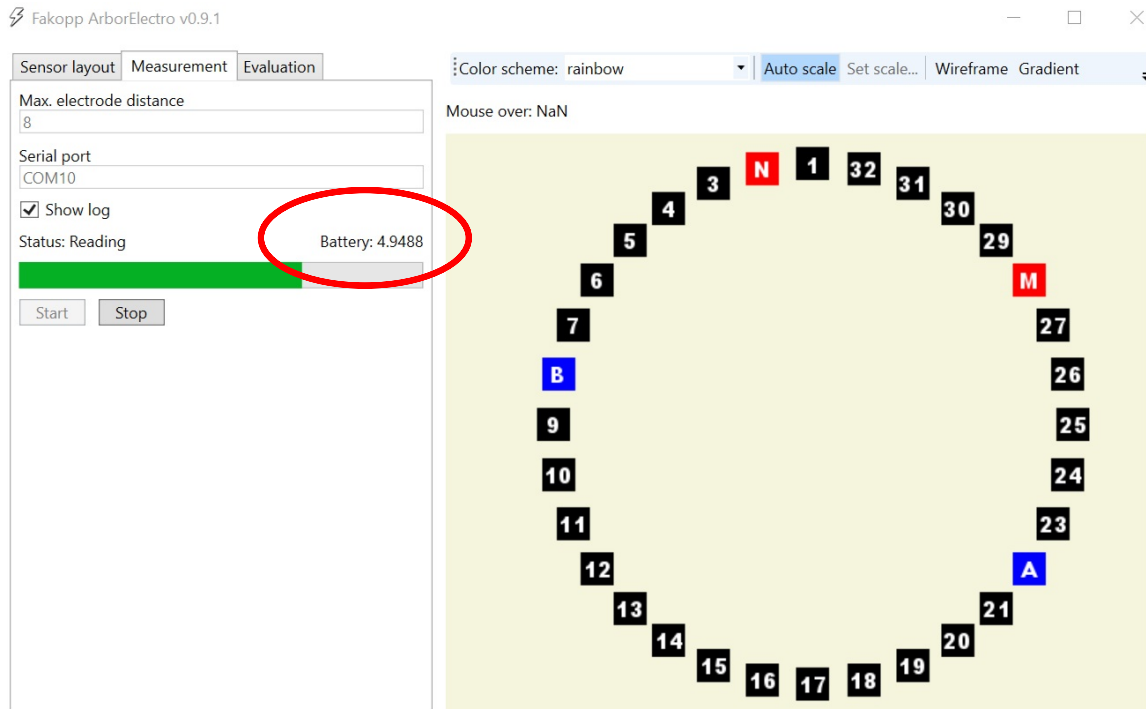 Fakopp ArborElectro v0.9.1
Sensor layout Measurement Evaluation
Color scheme: rainbow Auto scale Set scale... Wireframe Gradient
Max. electrode distance
8
Mouse over: NaN
Serial port
COM10
Show log
Status: Reading Battery: 4.9488
Start Stop
N 1 32
3 31
4 30
5 29
6 M
7 27
B 26
9 25
10 24
11 23
12 A
13 21
14 20
15 19
16 17 18